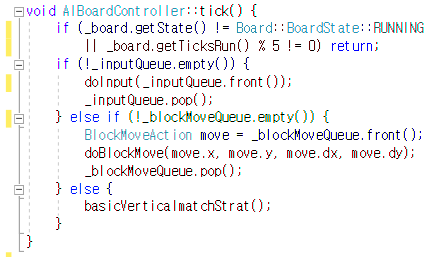 void AIBoardController::tick() {
    if (_board.getState() != Board::BoardState::RUNNING
        || _board.getTicksRun() % 5 != 0) return;
    if (!_inputQueue.empty()) {
        doInput(_inputQueue.front());
        _inputQueue.pop();
    } else if (!_blockMoveQueue.empty()) {
        BlockMoveAction move = _blockMoveQueue.front();
        doBlockMove(move.x, move.y, move.dx, move.dy);
        _blockMoveQueue.pop();
    } else {
        basicVerticalmatchStrat();
    }
}